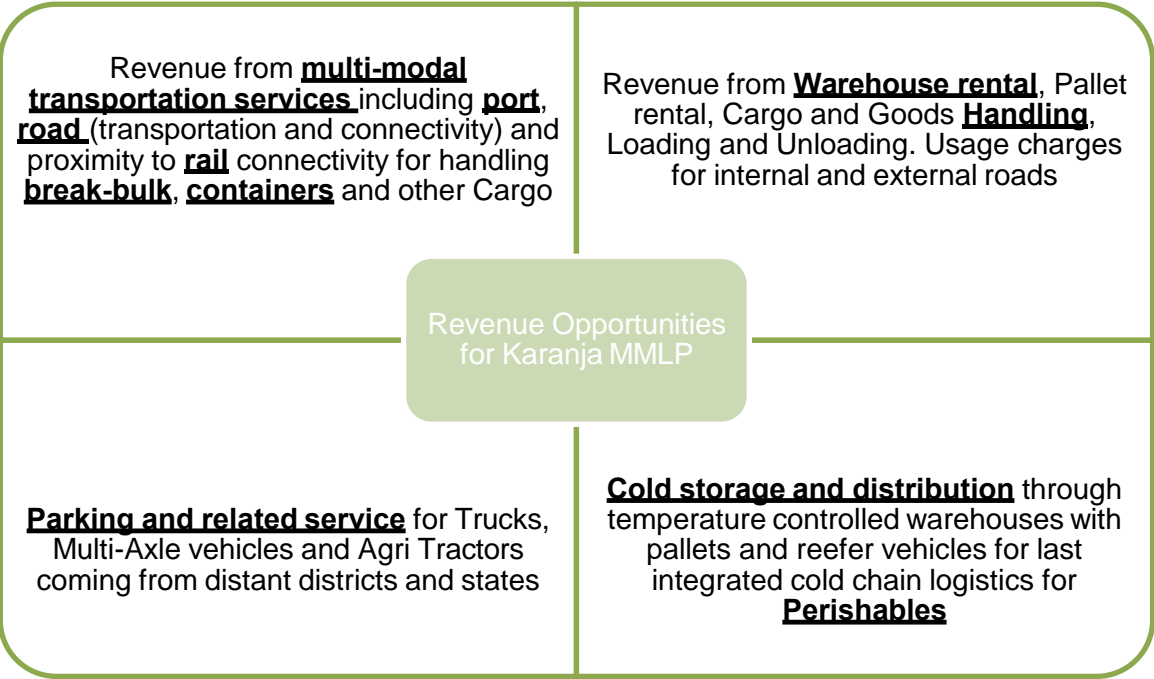 Revenue from multi-modal
transportation services including port,
road (transportation and connectivity) and
proximity to rail connectivity for handling
break-bulk, containers and other Cargo
Revenue from Warehouse rental, Pallet
rental, Cargo and Goods Handling,
Loading and Unloading. Usage charges
for internal and external roads
Revenue Opportunities
for Karanja MMLP
Parking and related service for Trucks,
Multi-Axle vehicles and Agri Tractors
coming from distant districts and states
Cold storage and distribution through
temperature controlled warehouses with
pallets and reefer vehicles for last
integrated cold chain logistics for
Perishables